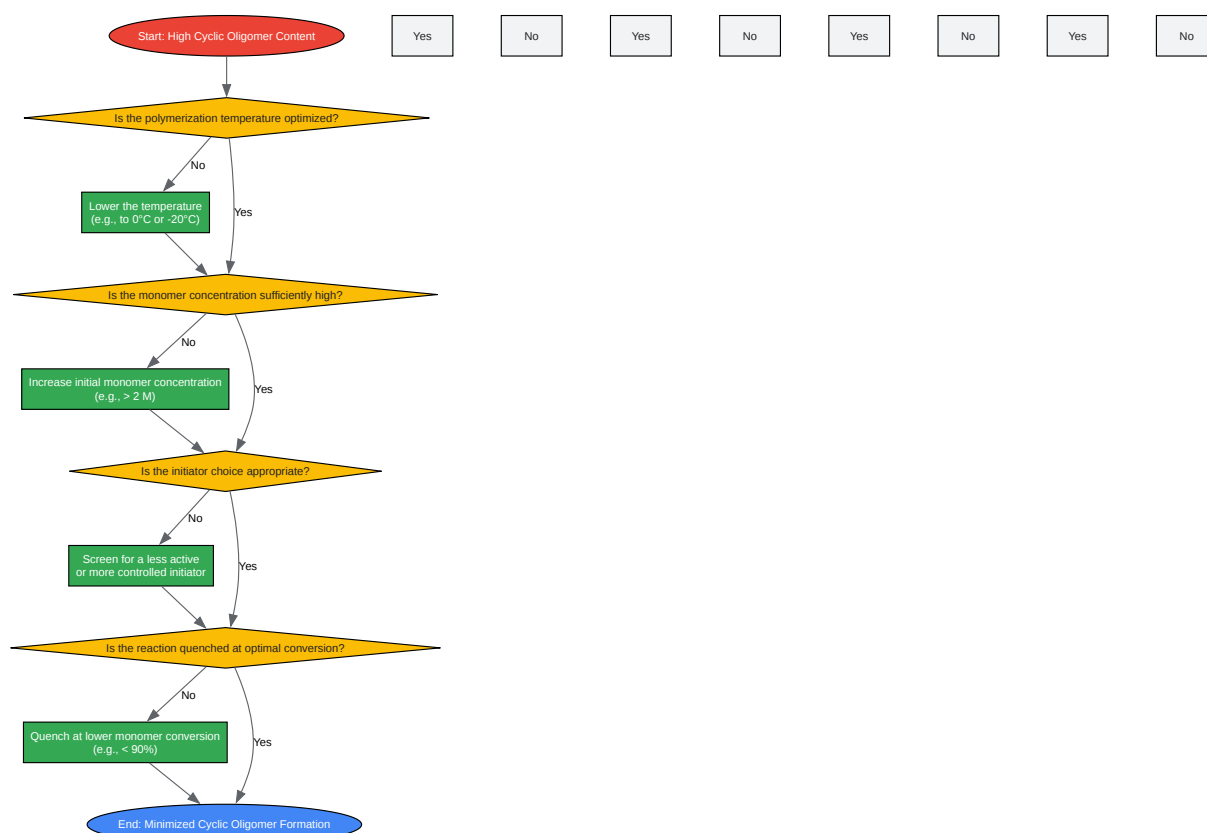 Start: High Cyclic Oligomer Content
Yes
No
Yes
No
Yes
No
Yes
No
Is the polymerization temperature optimized?
No
Lower the temperature
(e.g., to 0°C or -20°C)
Yes
Is the monomer concentration sufficiently high?
No
Increase initial monomer concentration
(e.g., > 2 M)
Yes
Is the initiator choice appropriate?
No
Screen for a less active
or more controlled initiator
Yes
Is the reaction quenched at optimal conversion?
No
Quench at lower monomer conversion
(e.g., < 90%)
Yes
End: Minimized Cyclic Oligomer Formation